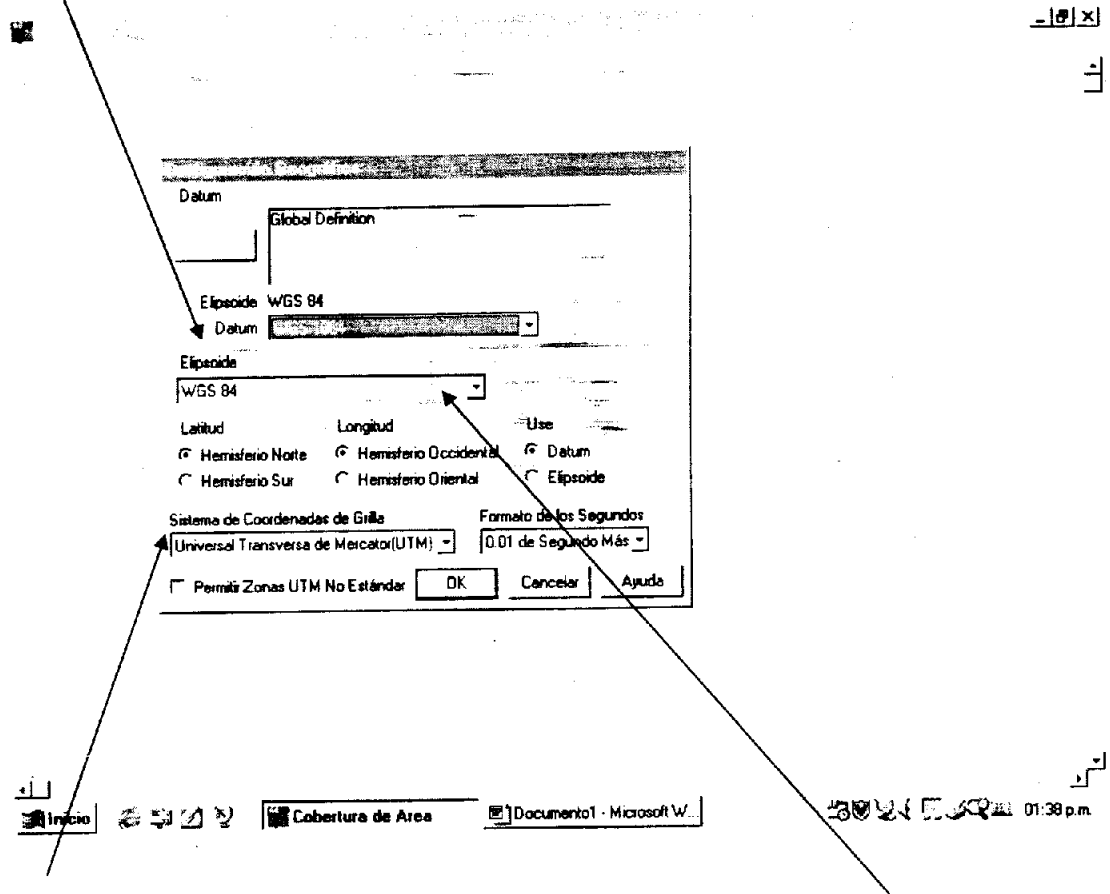 Datum
Global Definition
Elipsoide WGS 84
Datum
Elipsoide
WGS 84
Latitud Longitud Use
Hemisferio Norte Hemisferio Occidental Datum
Hemisferio Sur Hemisferio Oriental Elipsoide
Sistema de Coordenadas de Grilla Formato de los Segundos
Universal Transversa de Mercator(UTM) 0.01 de Segundo Más
Permitir Zonas UTM No Estándar OK Cancelar Ayuda
Inicio Cobertura de Area Documento1 - Microsoft W... 01:38 p.m.